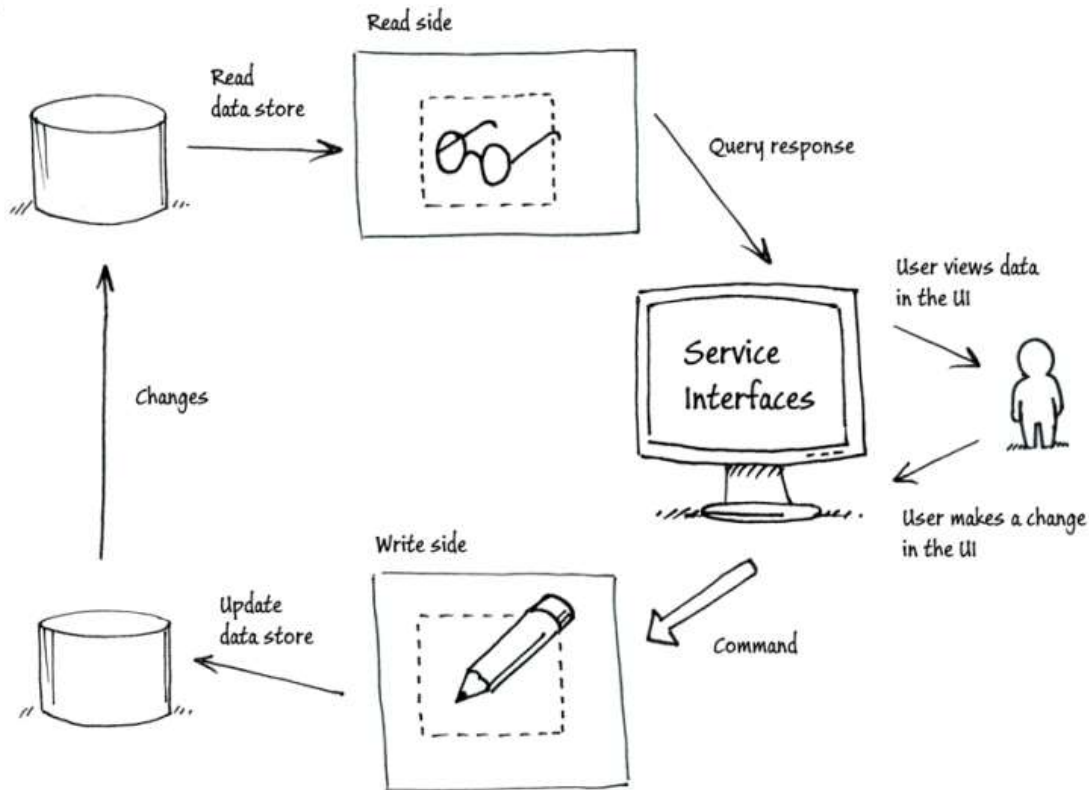 Read side
Read
data store
Query response
User views data
in the UI
Service
Interfaces
Changes
User makes a change
in the UI
Write side
Update
data store
Command